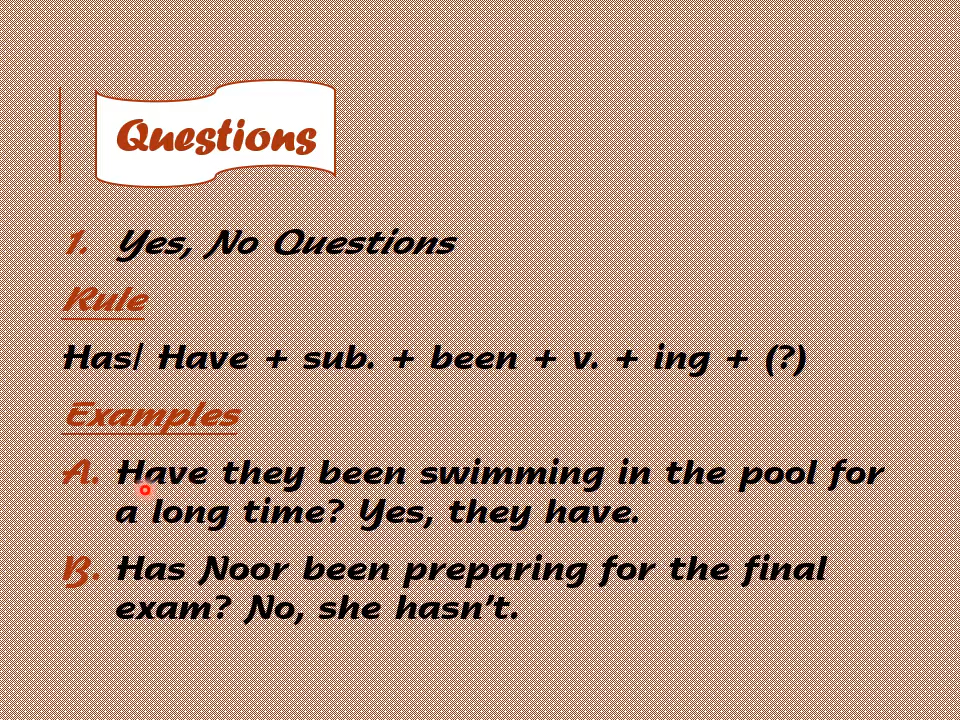 Questions
1. Yes, No Questions
Rule
Has/ Have + sub. + been + v. + ing + (?)
Examples
A. Have they been swimming in the pool for
a long time? Yes, they have.
B. Has Noor been preparing for the final
exam? No, she hasn't.